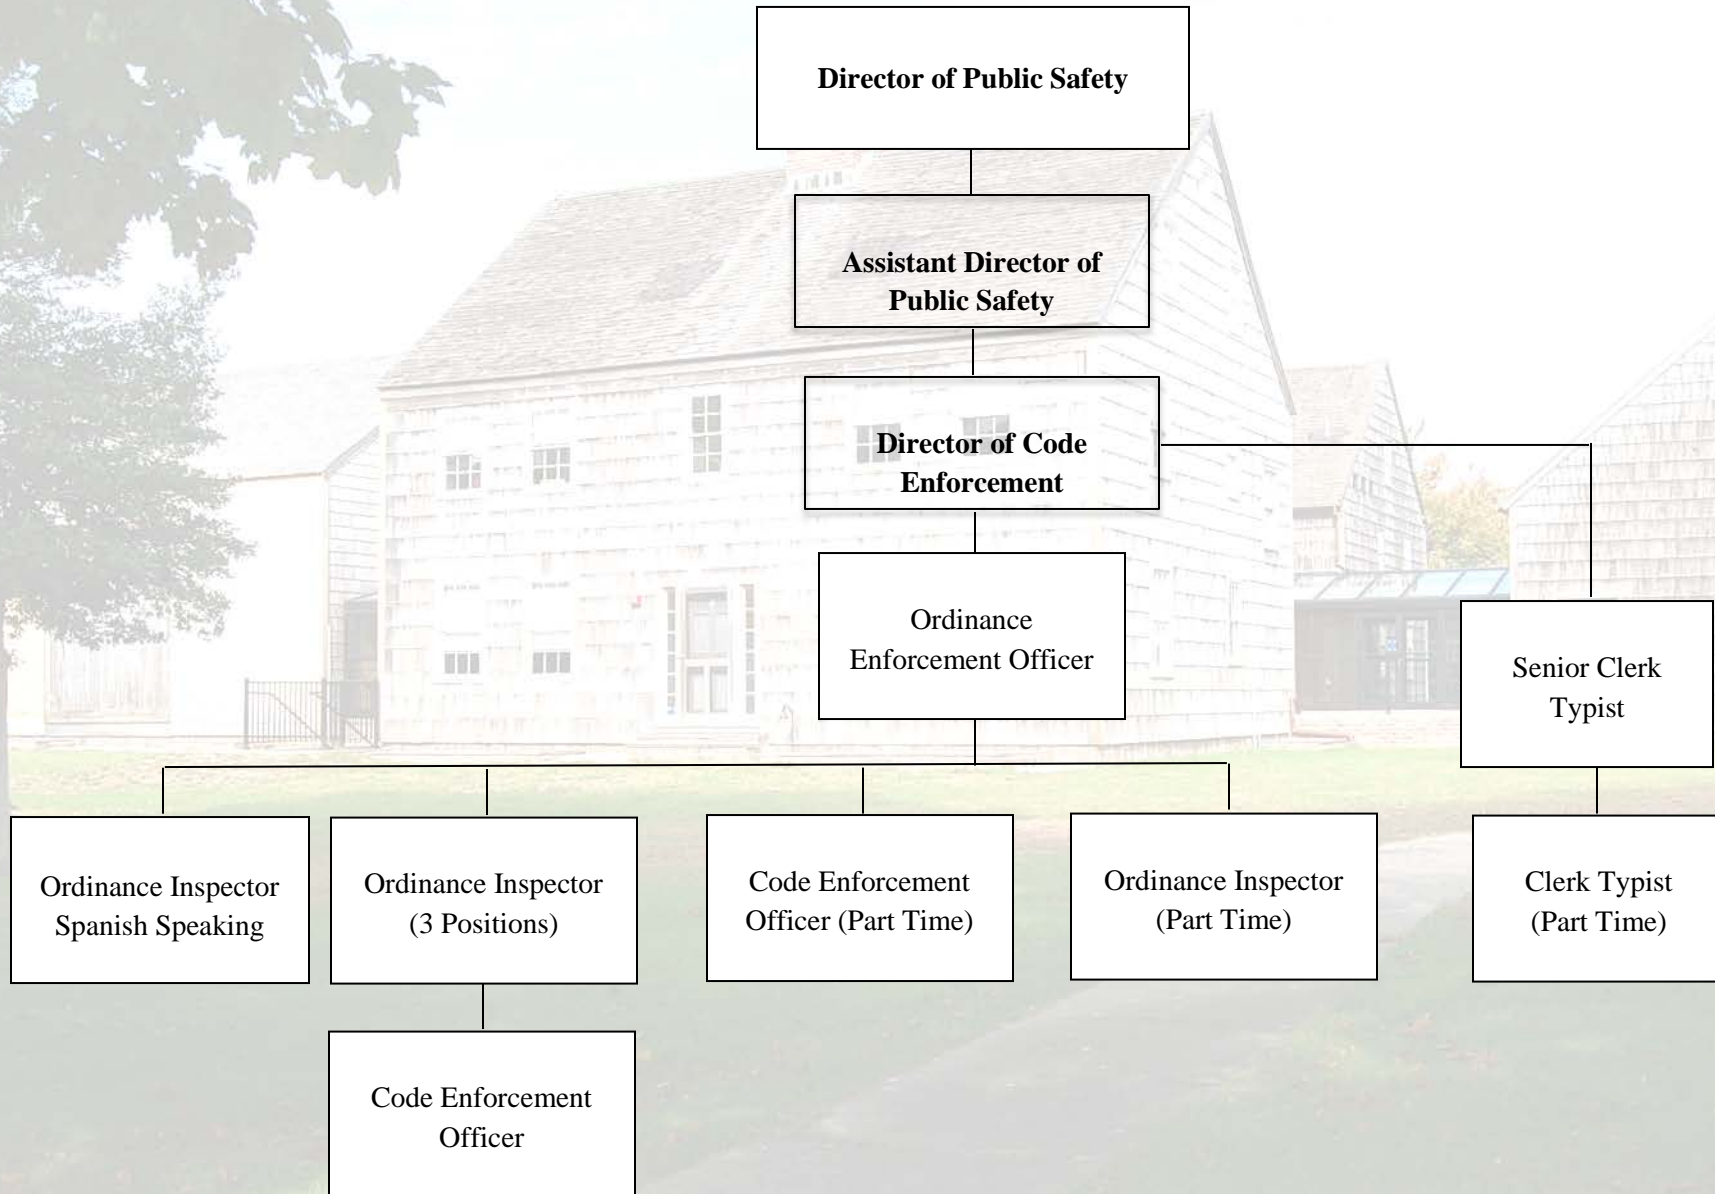 Director of Public Safety
Assistant Director of
Public Safety
Director of Code
Enforcement
Ordinance
Enforcement Officer
Senior Clerk
Typist
Ordinance Inspector
Spanish Speaking
Ordinance Inspector
(3 Positions)
Code Enforcement
Officer (Part Time)
Ordinance Inspector
(Part Time)
Clerk Typist
(Part Time)
Code Enforcement
Officer